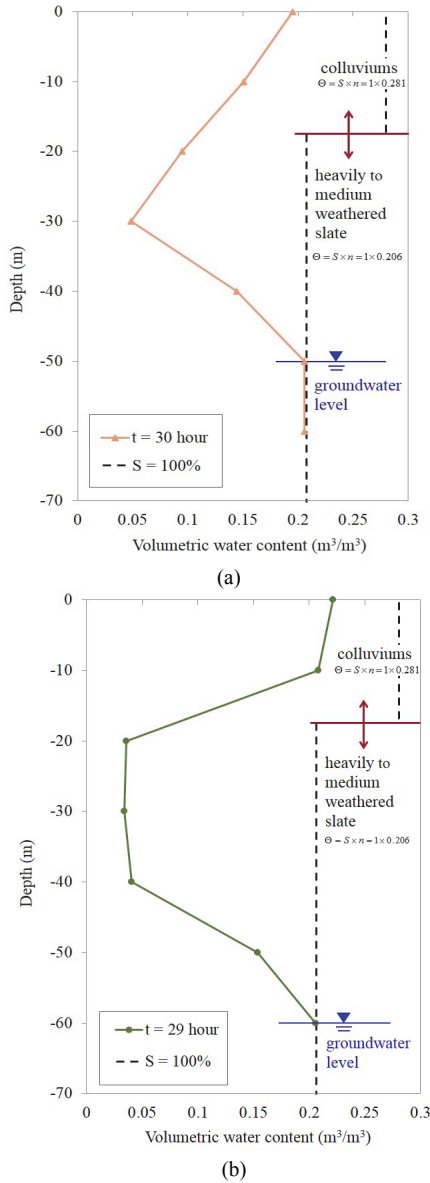 0
-10
-20
-30
-40
-50
-60
-70
Depth (m)
colluviums
Θ = S × n = 1 × 0.281
heavily to
medium
weathered
slate
Θ = S × n = 1 × 0.206
groundwater
level
t = 30 hour
S = 100%
0 0.05 0.1 0.15 0.2 0.25 0.3
Volumetric water content (m³/m³)
(a)
0
-10
-20
-30
-40
-50
-60
-70
Depth (m)
colluviums
Θ = S × n = 1 × 0.281
heavily to
medium
weathered
slate
Θ = S × n = 1 × 0.206
groundwater
level
t = 29 hour
S = 100%
0 0.05 0.1 0.15 0.2 0.25 0.3
Volumetric water content (m³/m³)
(b)